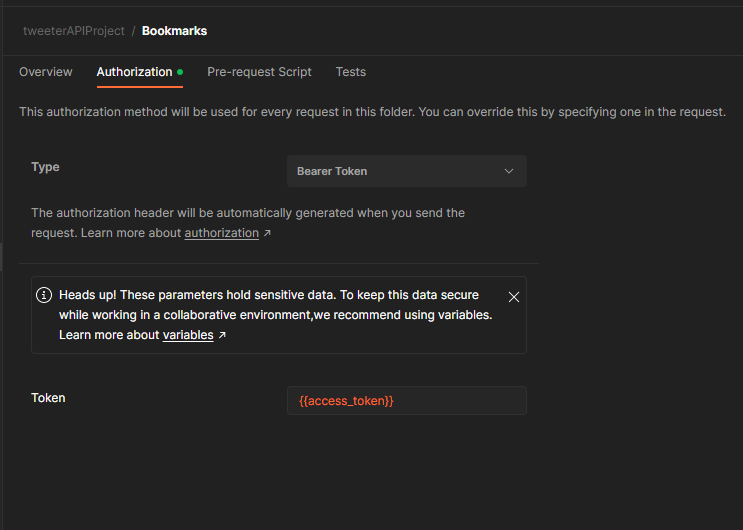 tweeterAPIProject / Bookmarks
Overview Authorization Pre-request Script Tests
This authorization method will be used for every request in this folder. You can override this by specifying one in the request.
Type Bearer Token
The authorization header will be automatically generated when you send the
request. Learn more about authorization ↗
Heads up! These parameters hold sensitive data. To keep this data secure
while working in a collaborative environment,we recommend using variables.
Learn more about variables ↗
Token {{access_token}}